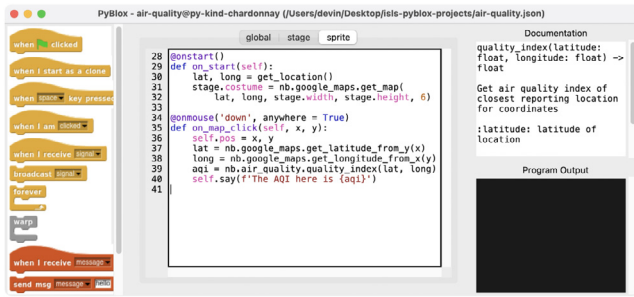 PyBlox - air-quality@py-kind-chardonnay (/Users/devin/Desktop/isls-pyblox-projects/air-quality.json)
when clicked
when I start as a clone
when space key pressed
when I am clicked
when I receive signal
broadcast signal
forever
warp
when I receive message
send msg message hello
global stage sprite
28 @onstart()
29 def on_start(self):
30 lat, long = get_location()
31 stage.costume = nb.google_maps.get_map(
32 lat, long, stage.width, stage.height, 6)
33
34 @onmouse('down', anywhere = True)
35 def on_map_click(self, x, y):
36 self.pos = x, y
37 lat = nb.google_maps.get_latitude_from_y(x)
38 long = nb.google_maps.get_longitude_from_x(y)
39 aqi = nb.air_quality.quality_index(lat, long)
40 self.say(f'The AQI here is {aqi}')
41
Documentation
quality_index(latitude:
float, longitude: float) ->
float
Get air quality index of
closest reporting location
for coordinates
:latitude: latitude of
location
Program Output